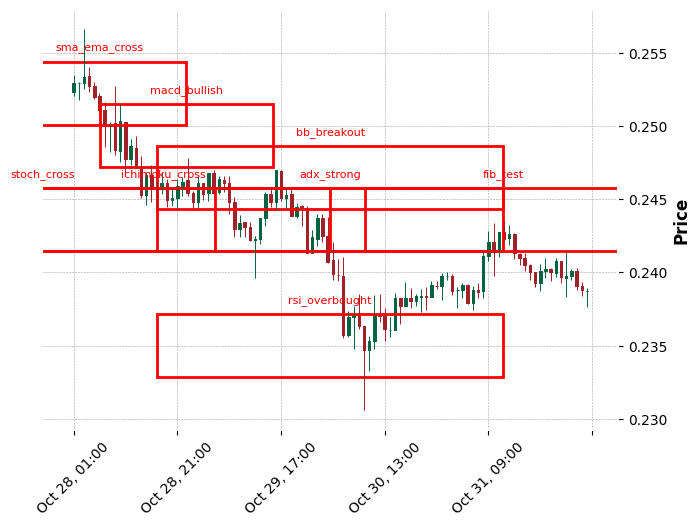 sma_ema_cross
macd_bullish
bb_breakout
stoch_cross
ichimoku_cross
adx_strong
fib_test
rsi_overbought
0.255
0.250
0.245
0.240
0.235
0.230
Price
Oct 28, 01:00
Oct 28, 21:00
Oct 29, 17:00
Oct 30, 13:00
Oct 31, 09:00